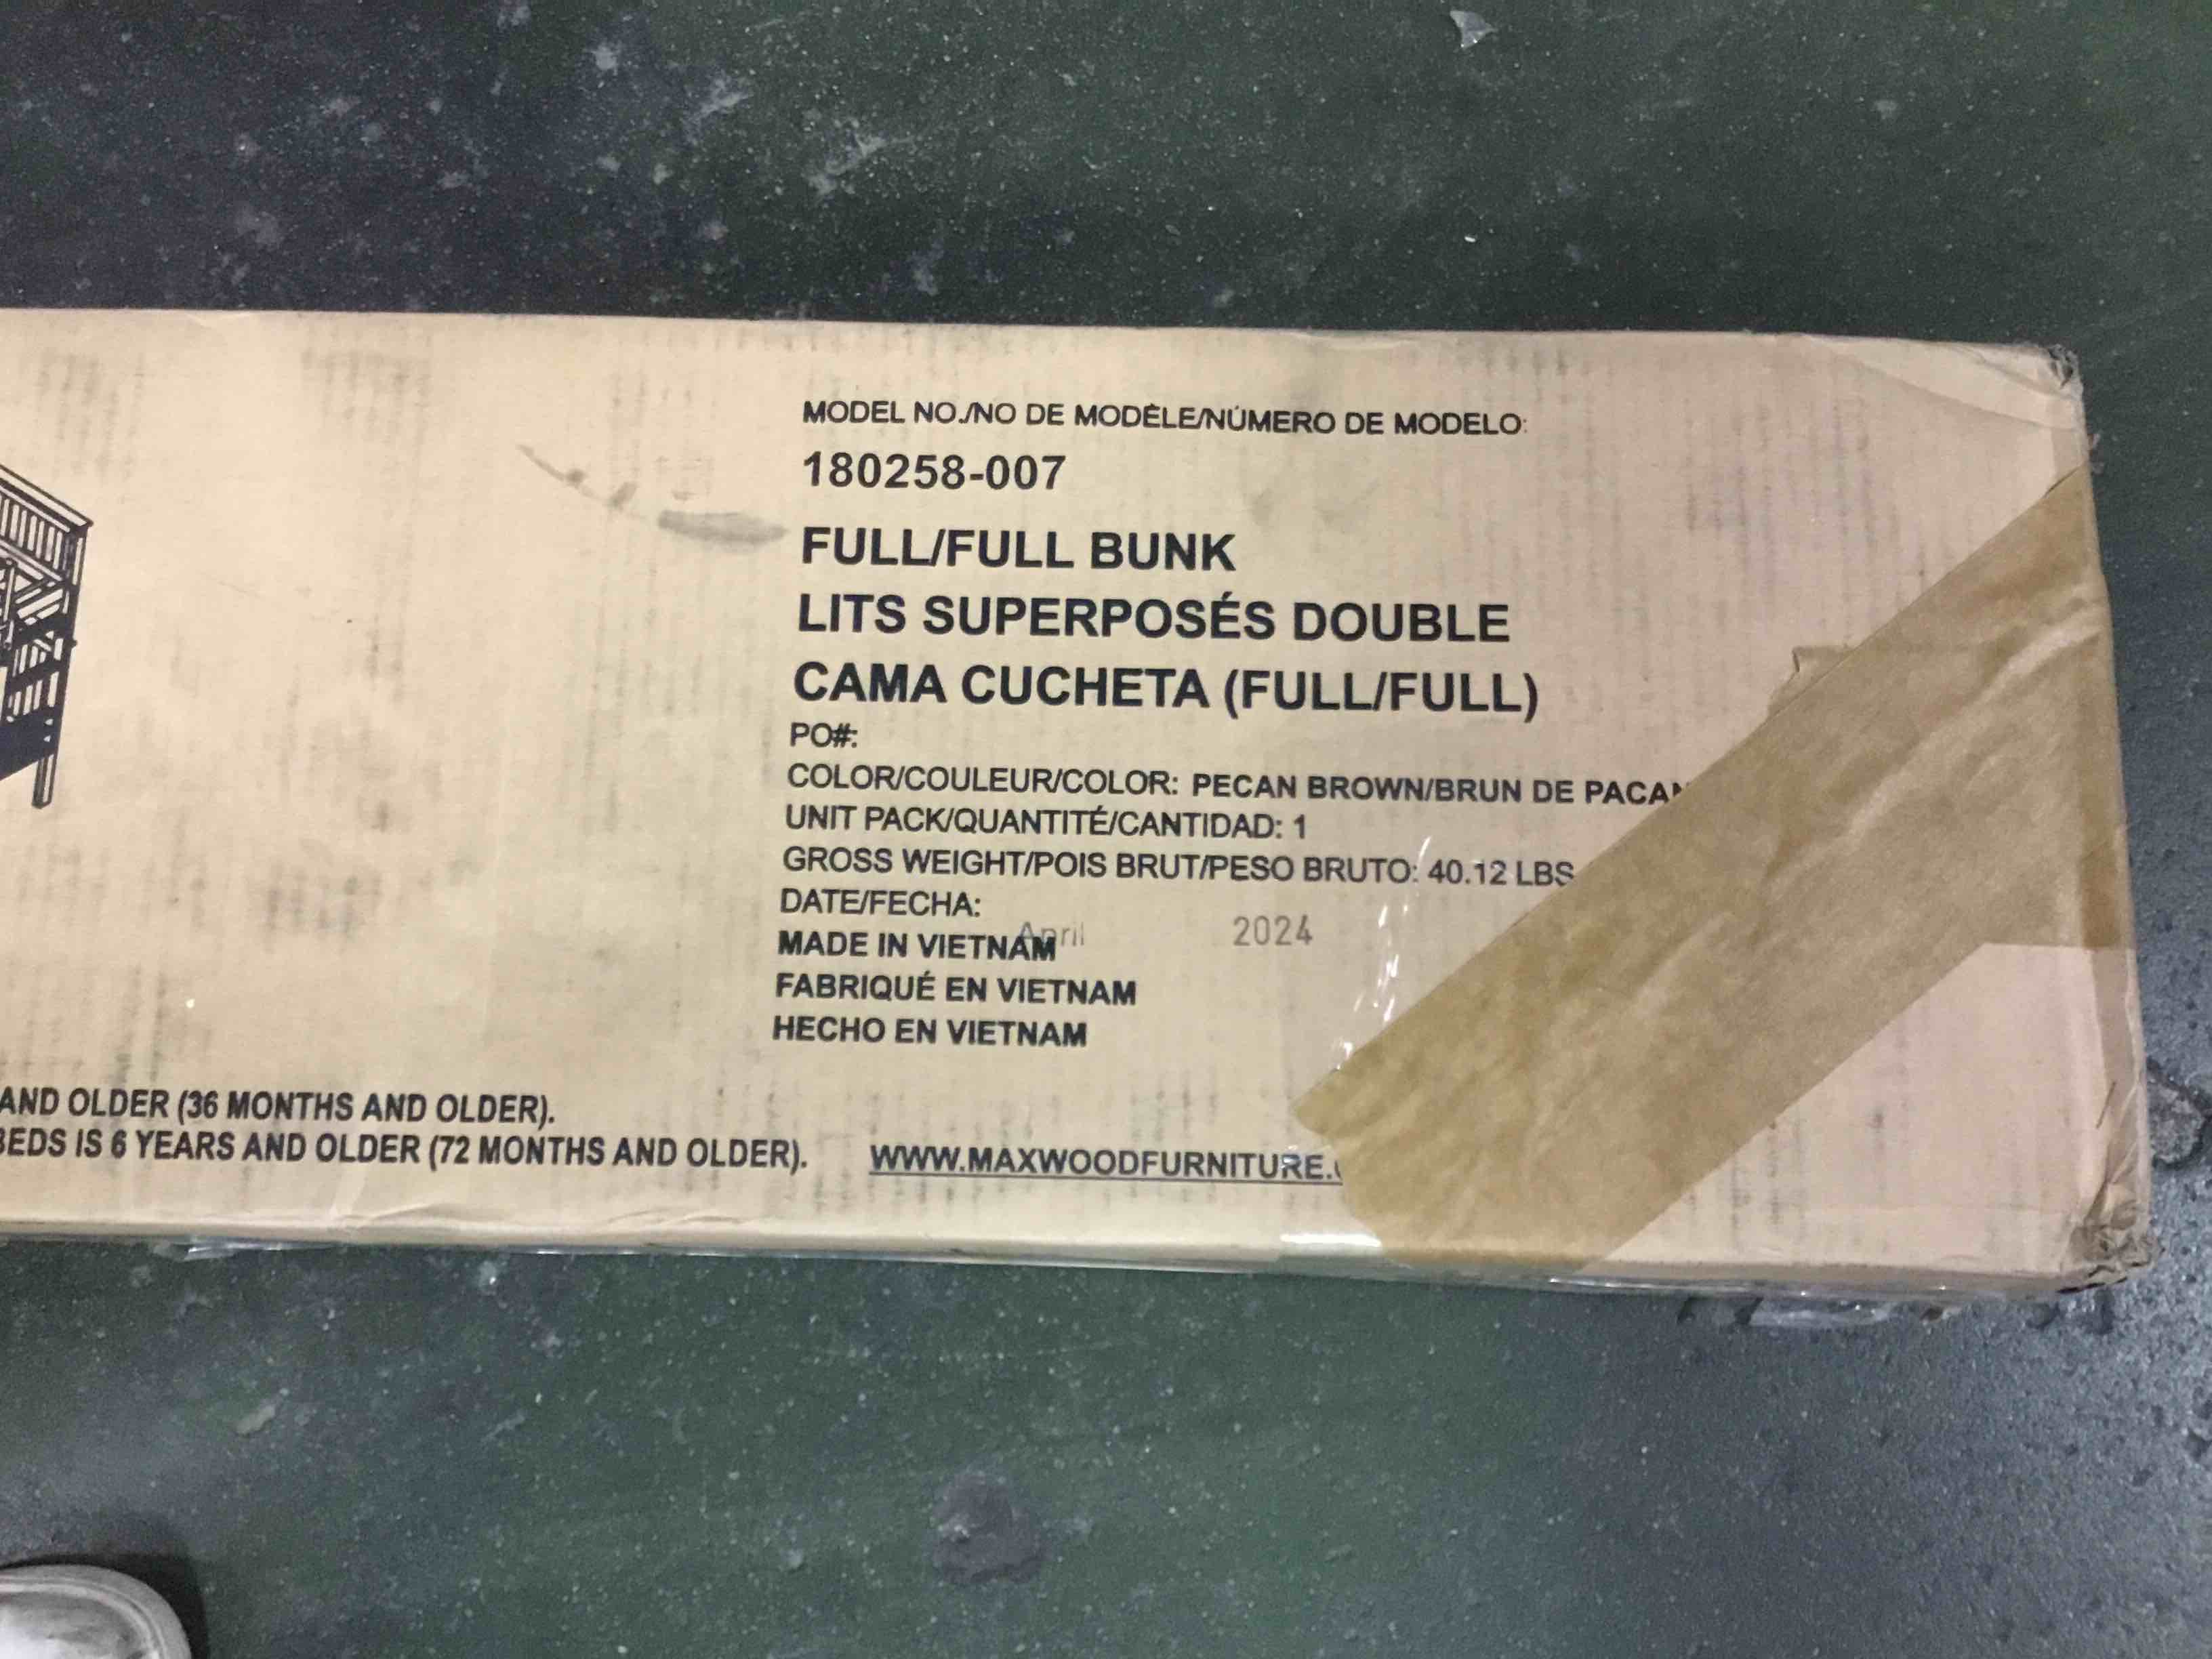 MODEL NO./NO DE MODÈLE/NÚMERO DE MODELO:
180258-007
FULL/FULL BUNK
LITS SUPERPOSÉS DOUBLE
CAMA CUCHETA (FULL/FULL)
PO#:
COLOR/COULEUR/COLOR: PECAN BROWN/BRUN DE PACAN
UNIT PACK/QUANTITÉ/CANTIDAD: 1
GROSS WEIGHT/POIS BRUT/PESO BRUTO: 40.12 LBS
DATE/FECHA:
April 2024
MADE IN VIETNAM
FABRIQUÉ EN VIETNAM
HECHO EN VIETNAM
AND OLDER (36 MONTHS AND OLDER).
BEDS IS 6 YEARS AND OLDER (72 MONTHS AND OLDER). WWW.MAXWOODFURNITURE.